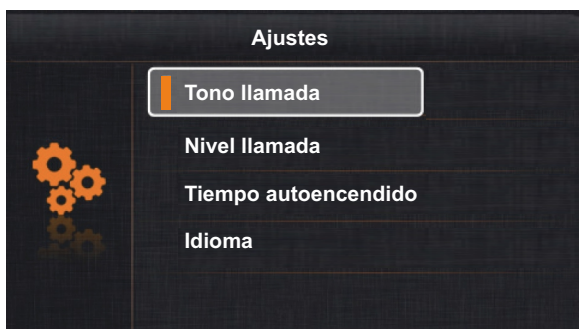 Ajustes
Tono llamada
Nivel llamada
Tiempo autoencendido
Idioma